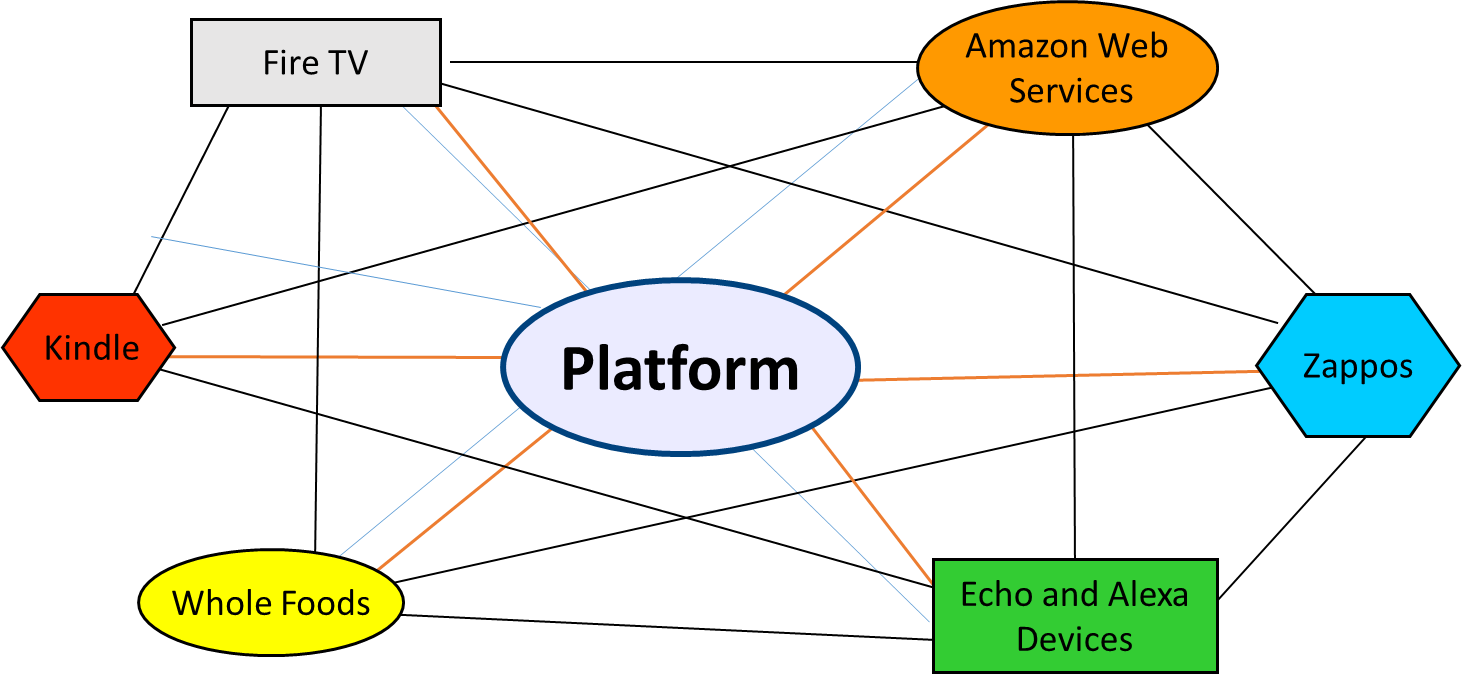 Fire TV
Amazon Web
Services
Kindle
Platform
Zappos
Whole Foods
Echo and Alexa
Devices